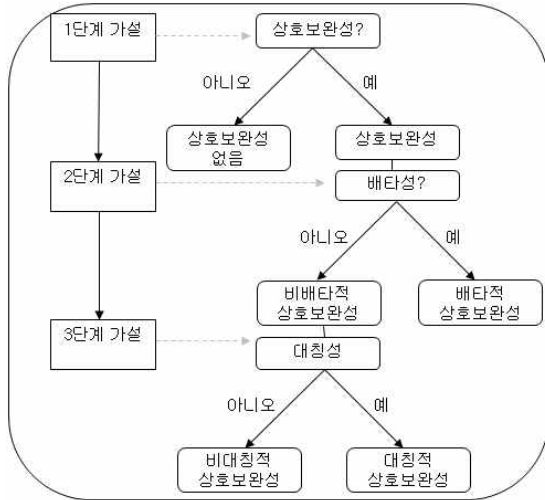 1단계 가설
상호보완성?
아니오
예
상호보완성
없음
상호보완성
2단계 가설
배타성?
아니오
예
비배타적
상호보완성
배타적
상호보완성
3단계 가설
대칭성
아니오
예
비대칭적
상호보완성
대칭적
상호보완성